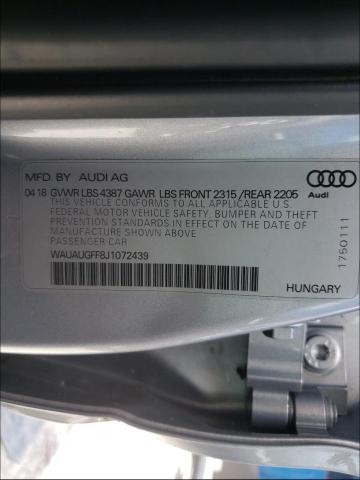 MFD. BY AUDI AG
04 18 GVWR LBS 4387 GAWR LBS FRONT 2315 / REAR 2205
THIS VEHICLE CONFORMS TO ALL APPLICABLE U.S.
FEDERAL MOTOR VEHICLE SAFETY, BUMPER AND THEFT
PREVENTION STANDARDS IN EFFECT ON THE DATE OF
MANUFACTURE SHOWN ABOVE
PASSENGER CAR
WAUAUGFF8J1072439
Audi
1750111
HUNGARY